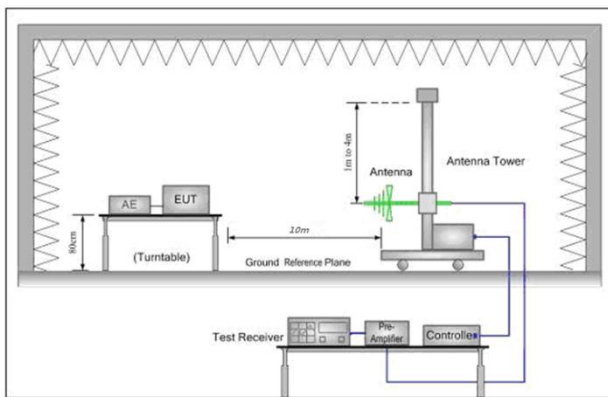 1m to 4m
Antenna
Antenna Tower
AE
EUT
80cm
(Turntable)
10m
Ground Reference Plane
Test Receiver
Pre-
Amplifier
Controller